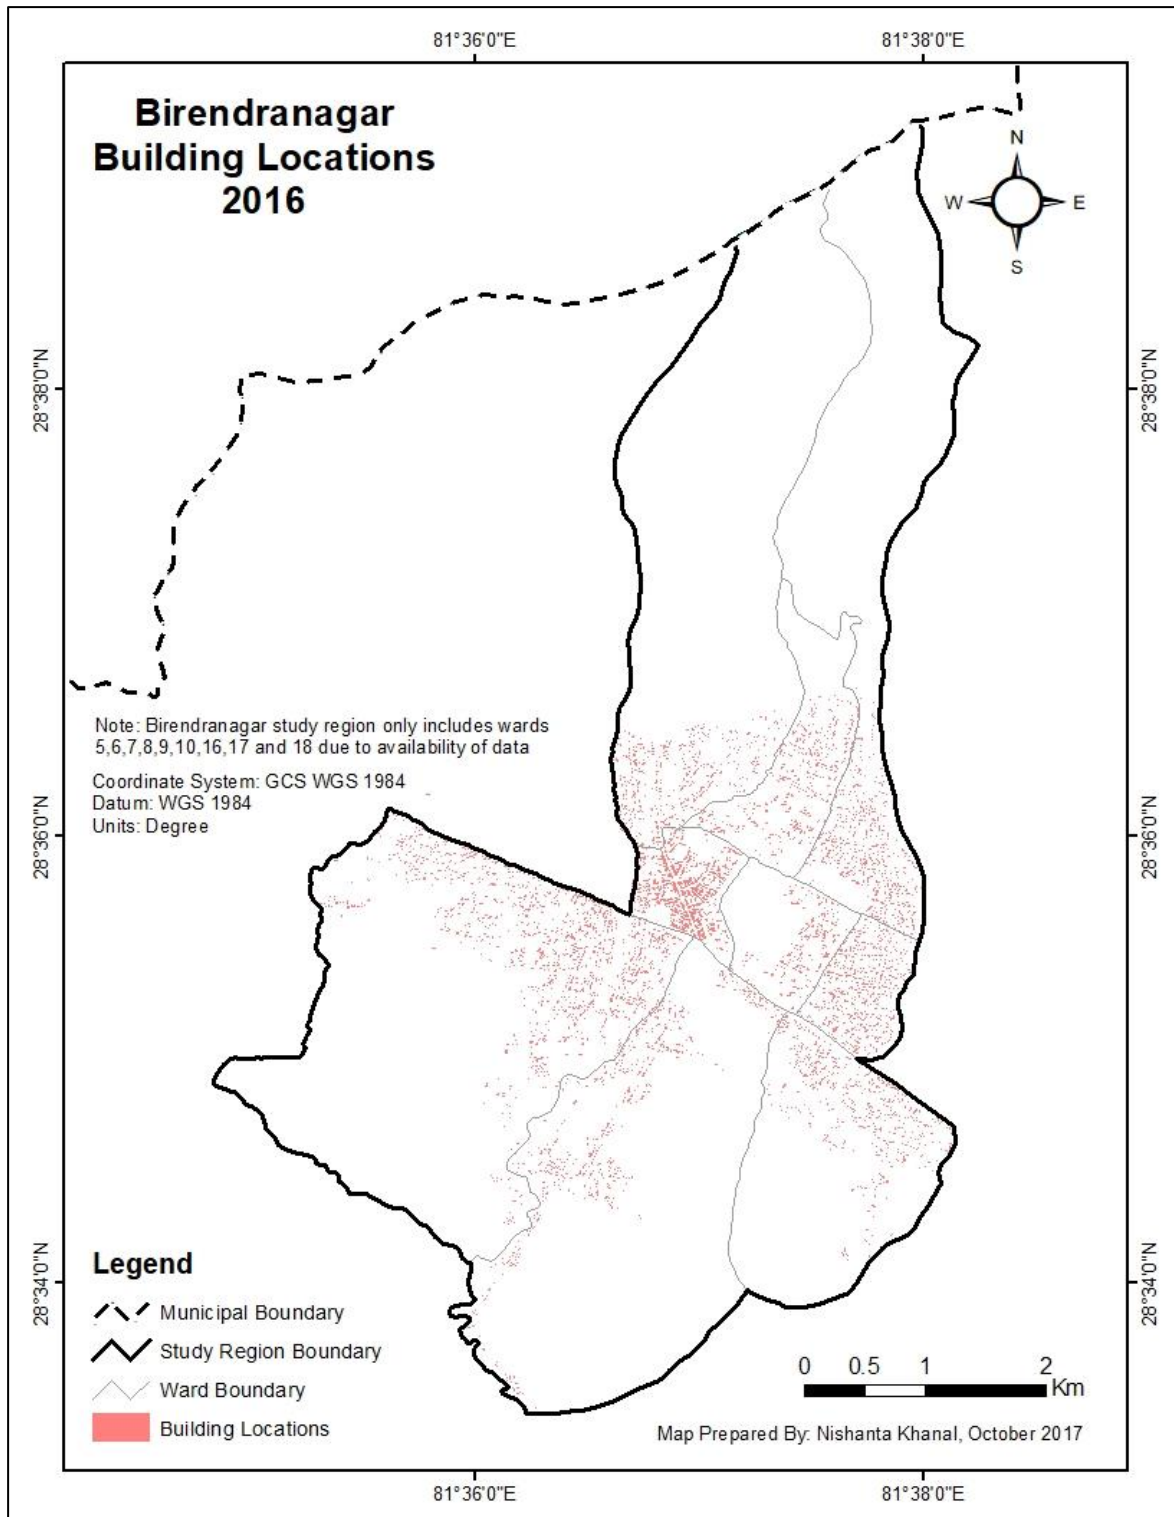 81°36'0"E
81°38'0"E
Birendranagar
Building Locations
2016
N
W
E
S
28°38'0"N
28°38'0"N
Note: Birendranagar study region only includes wards
5,6,7,8,9,10,16,17 and 18 due to availability of data
Coordinate System: GCS WGS 1984
Datum: WGS 1984
Units: Degree
28°36'0"N
28°36'0"N
Legend
Municipal Boundary
Study Region Boundary
Ward Boundary
Building Locations
28°34'0"N
28°34'0"N
0 0.5 1 2
Km
Map Prepared By: Nishanta Khanal, October 2017
81°36'0"E
81°38'0"E